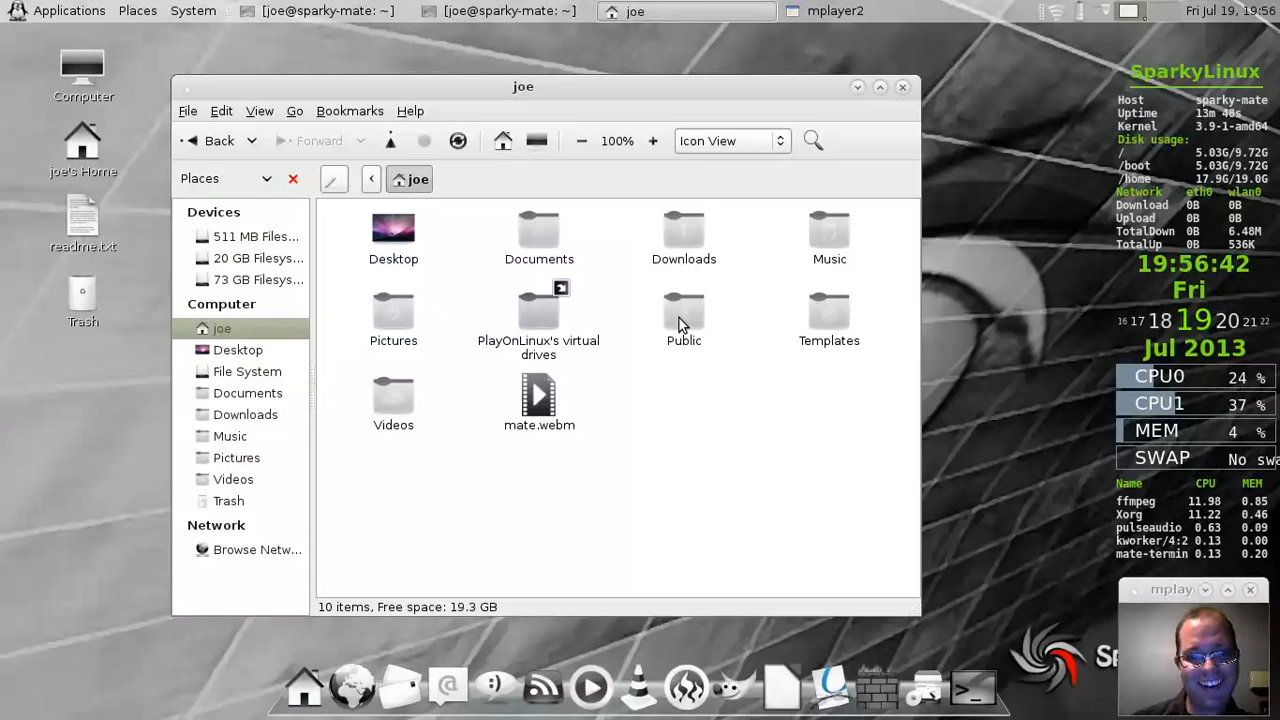 Applications Places System [joe@sparky-mate: ~] [joe@sparky-mate: ~] joe mplayer2 Fri Jul 19, 19:56
Computer
joe's Home
readme.txt
Trash
joe
File Edit View Go Bookmarks Help
Back Forward 100% Icon View
Places joe
Devices
511 MB Files...
20 GB Filesys...
73 GB Filesys...
Computer
joe
Desktop
File System
Documents
Downloads
Music
Pictures
Videos
Trash
Network
Browse Netw...
Desktop Documents Downloads Music
Pictures PlayOnLinux's virtual drives Public Templates
Videos mate.webm
10 items, Free space: 19.3 GB
SparkyLinux
Host sparky-mate
Uptime 13m 48s
Kernel 3.9-1-amd64
Disk usage:
/ 5.03G/9.72G
/boot 5.03G/9.72G
/home 17.9G/19.0G
Network eth0 wlan0
Download 0B 0B
Upload 0B 0B
TotalDown 0B 6.48M
TotalUp 0B 536K
19:56:42
Fri
16 17 18 19 20 21 22
Jul 2013
CPU0 24 %
CPU1 37 %
MEM 4 %
SWAP No swa
Name CPU MEM
ffmpeg 11.98 0.85
Xorg 11.22 0.46
pulseaudio 0.63 0.09
kworker/4:2 0.13 0.00
mate-termin 0.13 0.20
mplay
Sp